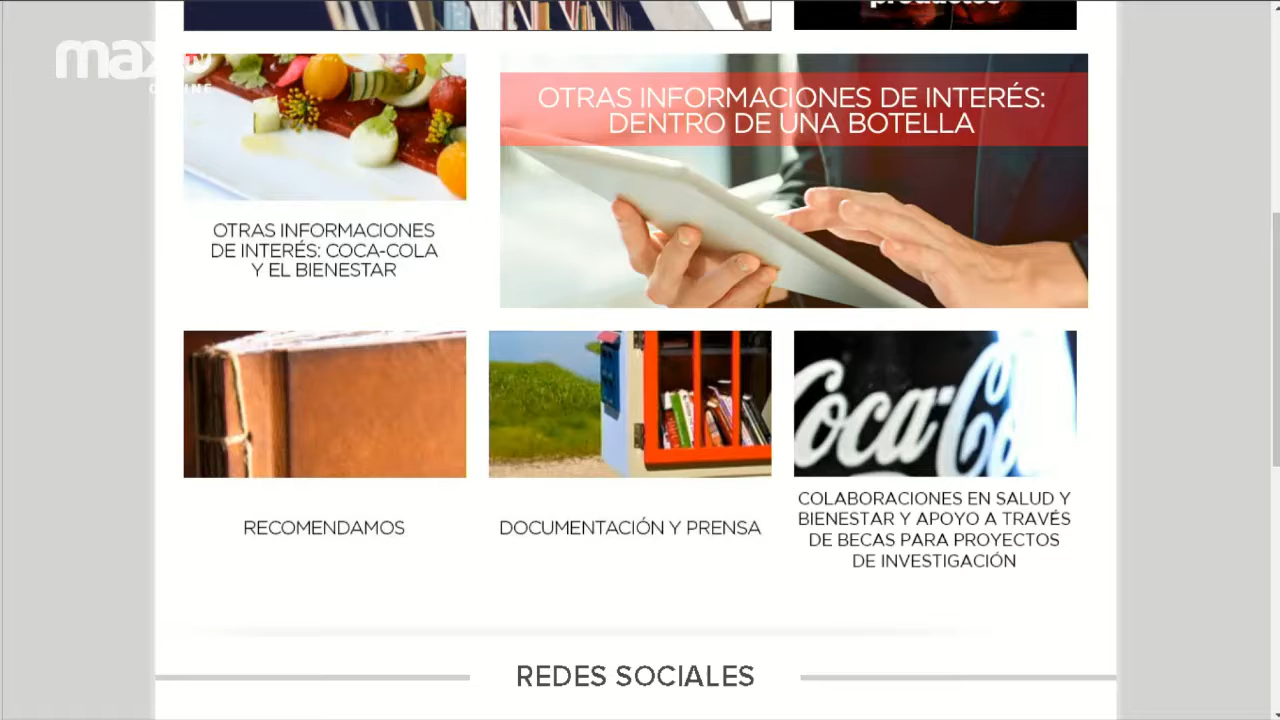 productos
max
OTRAS INFORMACIONES DE INTERÉS:
DENTRO DE UNA BOTELLA
OTRAS INFORMACIONES
DE INTERÉS: COCA-COLA
Y EL BIENESTAR
Coca-Co
RECOMENDAMOS
DOCUMENTACIÓN Y PRENSA
COLABORACIONES EN SALUD Y
BIENESTAR Y APOYO A TRAVÉS
DE BECAS PARA PROYECTOS
DE INVESTIGACIÓN
REDES SOCIALES